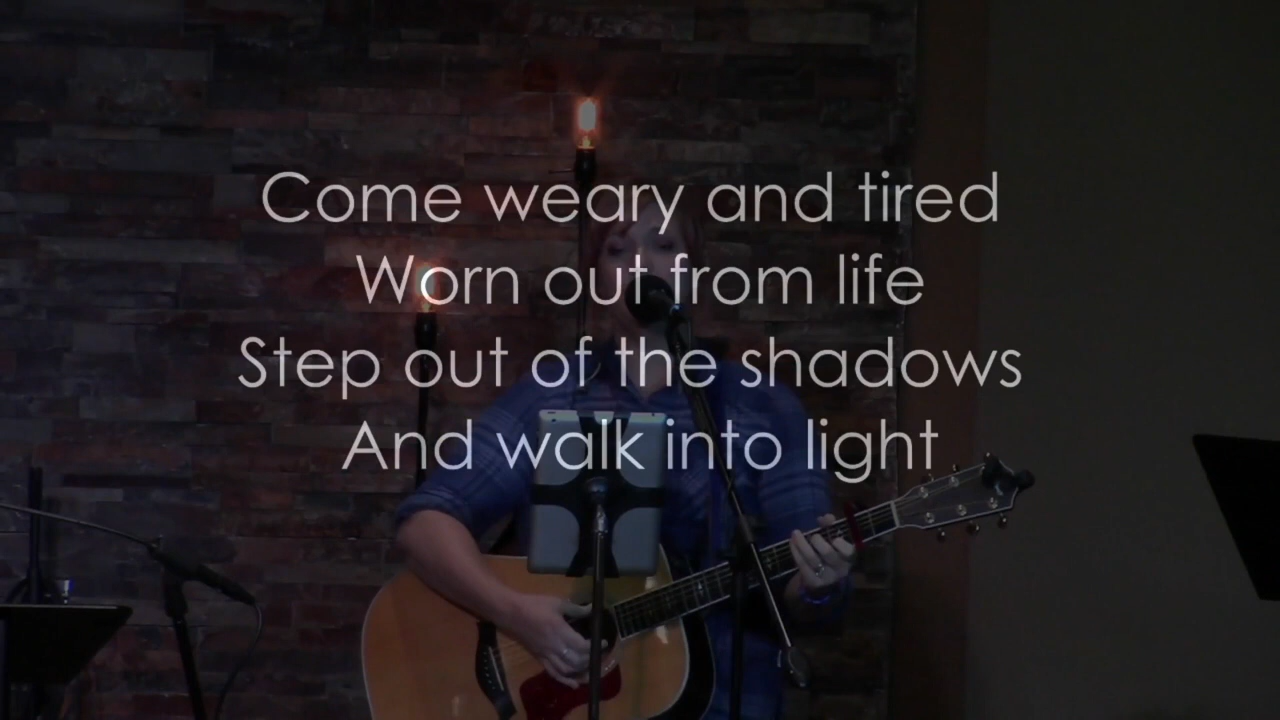 Come weary and tired
Worn out from life
Step out of the shadows
And walk into light